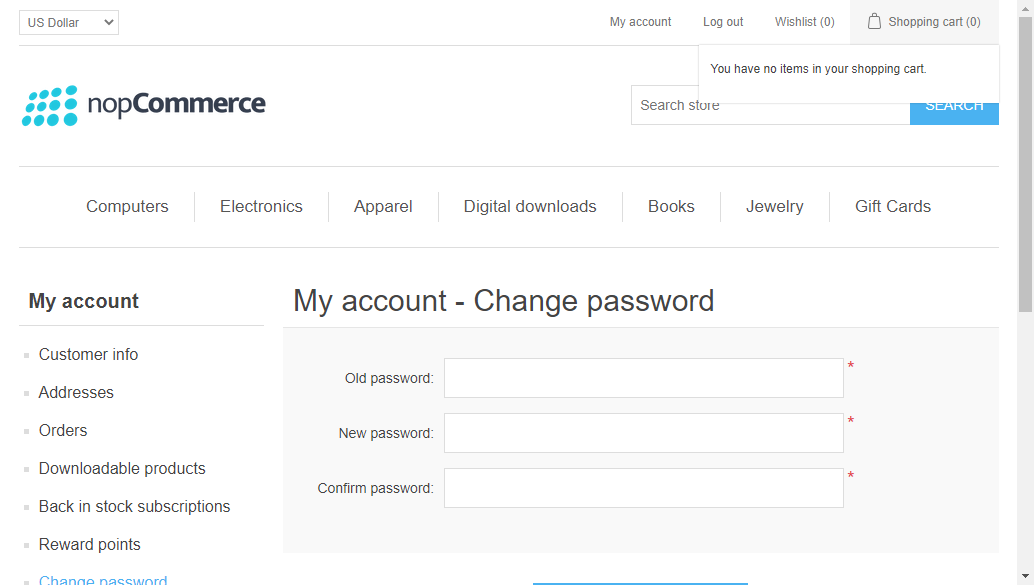 US Dollar
My account
Log out
Wishlist (0)
Shopping cart (0)
You have no items in your shopping cart.
nopCommerce
Search store
SEARCH
Computers
Electronics
Apparel
Digital downloads
Books
Jewelry
Gift Cards
My account
Customer info
Addresses
Orders
Downloadable products
Back in stock subscriptions
Reward points
Change password
My account - Change password
Old password: *
New password: *
Confirm password: *